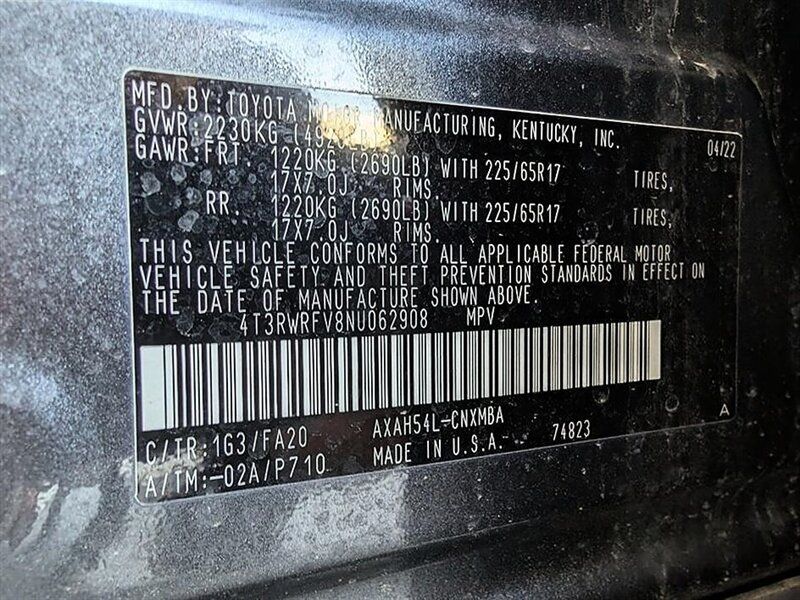 MFD.BY:TOYOTA MOTOR MANUFACTURING, KENTUCKY, INC.
GVWR:2230KG 04/22
GAWR:FRT. 1220KG (2690LB) WITH 225/65R17 TIRES,
17X7.0J. RIMS.
RR. 1220KG (2690LB) WITH 225/65R17 TIRES,
17X7.0J. RIMS.
THIS VEHICLE CONFORMS TO ALL APPLICABLE FEDERAL MOTOR
VEHICLE SAFETY AND THEFT PREVENTION STANDARDS IN EFFECT ON
THE DATE OF MANUFACTURE SHOWN ABOVE.
4T3RWRFV8NU062908 MPV
C/TR:1G3/FA20 AXAH54L-CNXMBA 74823 A
A/TM:-02A/P710 MADE IN U.S.A.